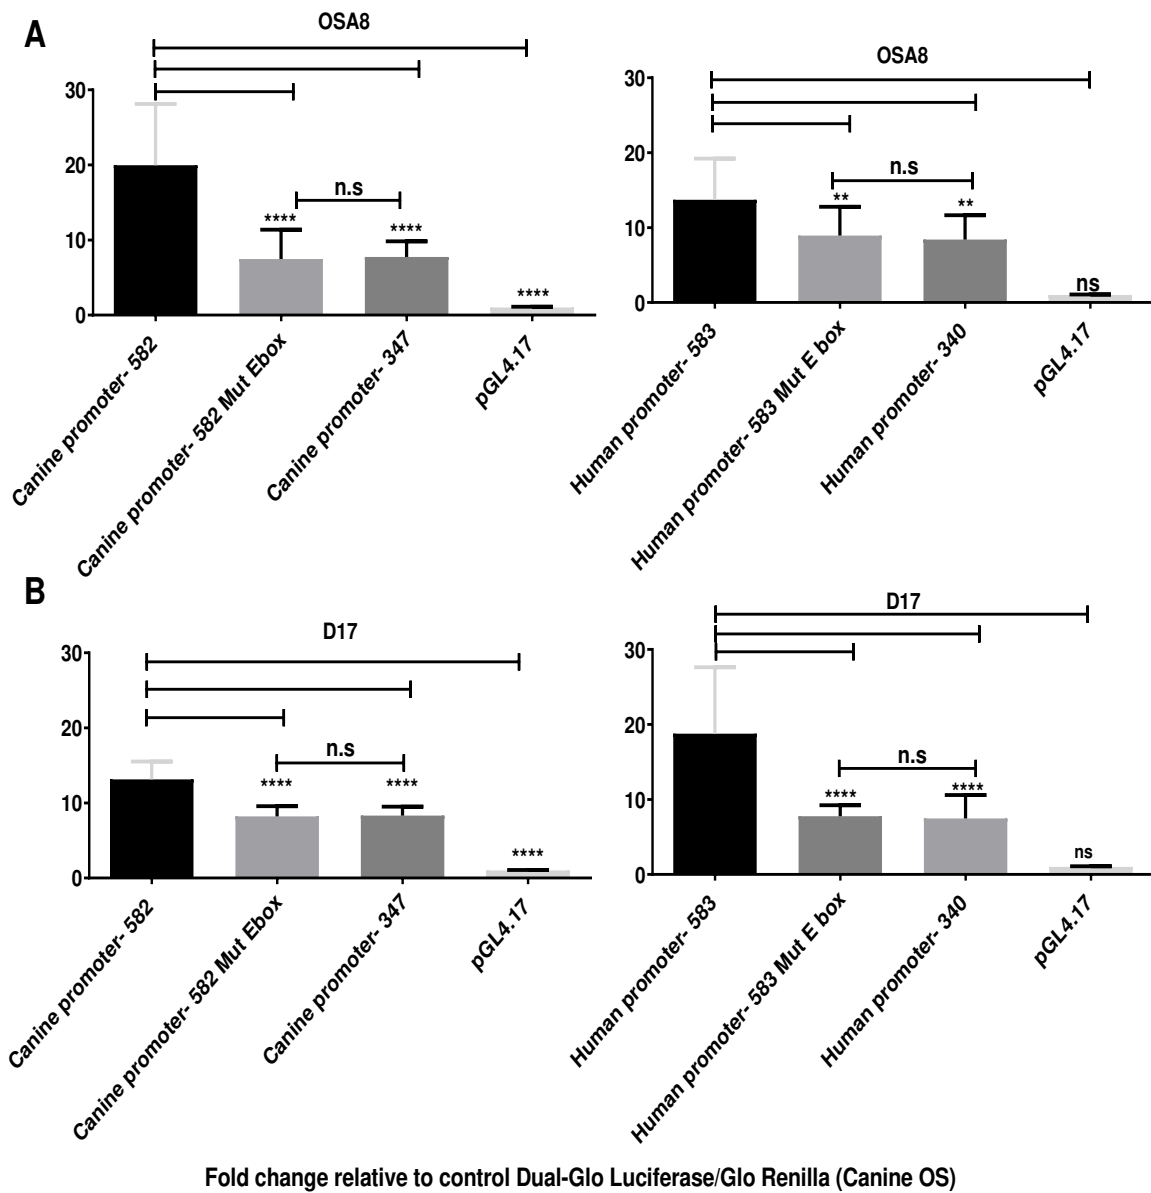 A
OSA8
30
20
10
0
n.s
****
****
****
Canine promoter- 582
Canine promoter- 582 Mut Ebox
Canine promoter- 347
pGL4.17
OSA8
30
20
10
0
n.s
**
**
ns
Human promoter- 583
Human promoter- 583 Mut E box
Human promoter- 340
pGL4.17
B
D17
30
20
10
0
n.s
****
****
****
Canine promoter- 582
Canine promoter- 582 Mut Ebox
Canine promoter- 347
pGL4.17
D17
30
20
10
0
n.s
****
****
ns
Human promoter- 583
Human promoter- 583 Mut E box
Human promoter- 340
pGL4.17
Fold change relative to control Dual-Glo Luciferase/Glo Renilla (Canine OS)